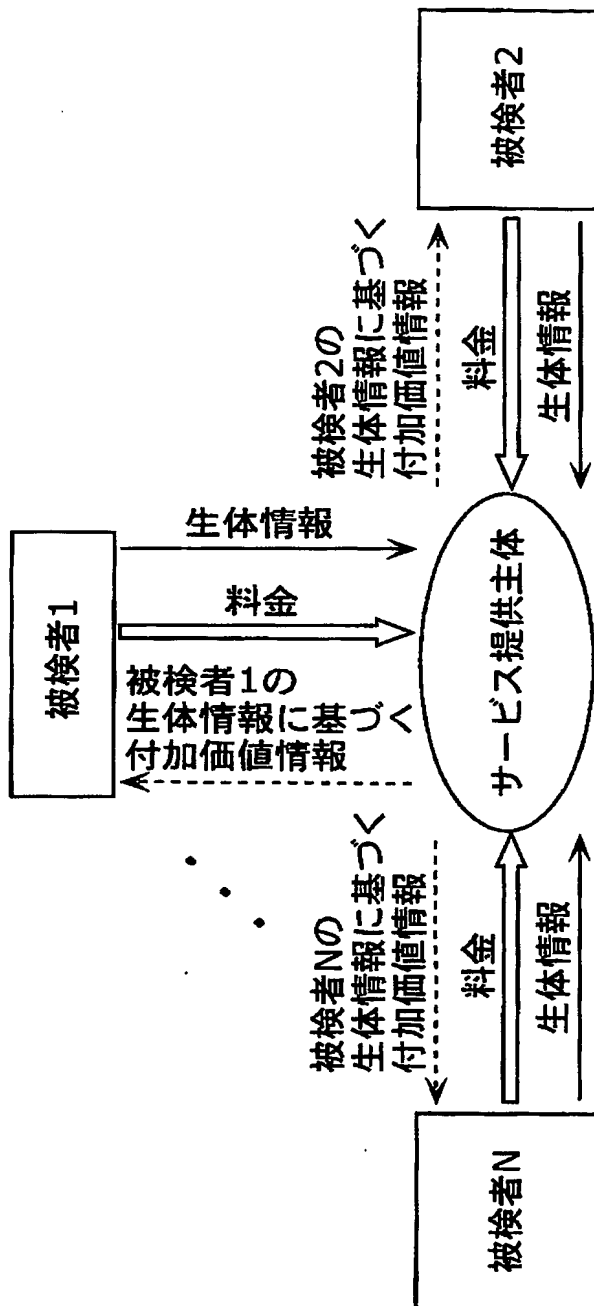 被検者1
生体情報
料金
被検者1の
生体情報に基づく
付加価値情報
被検者2
被検者2の
生体情報に基づく
付加価値情報
料金
生体情報
サービス提供主体
被検者Nの
生体情報に基づく
付加価値情報
料金
生体情報
被検者N